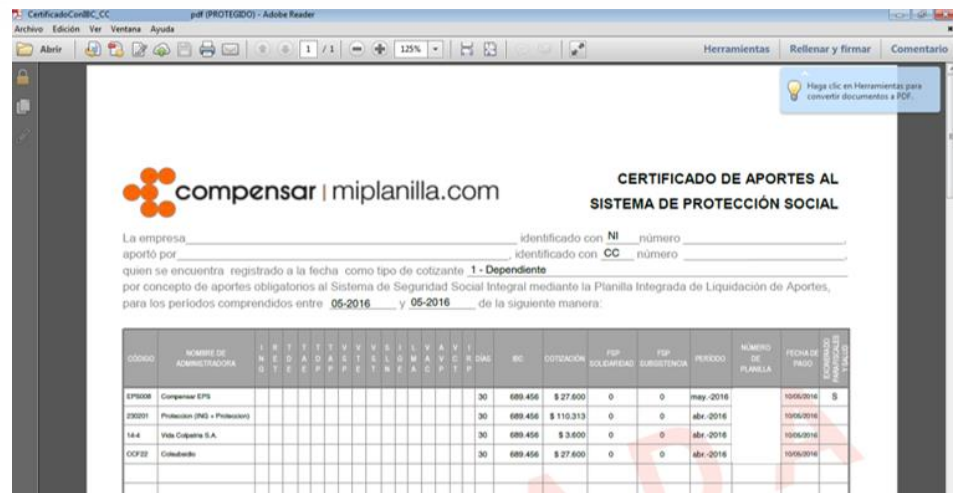 CertificadoConIBC_CC pdf (PROTEGIDO) - Adobe Reader
Archivo Edición Ver Ventana Ayuda
Abrir 1 / 1 125% Herramientas Rellenar y firmar Comentario
Haga clic en Herramientas para
convertir documentos a PDF.
compensar | miplanilla.com
CERTIFICADO DE APORTES AL
SISTEMA DE PROTECCIÓN SOCIAL
La empresa identificado con NI número
aportó por , identificado con CC número
quien se encuentra registrado a la fecha como tipo de cotizante 1 - Dependiente
por concepto de aportes obligatorios al Sistema de Seguridad Social Integral mediante la Planilla Integrada de Liquidación de Aportes,
para los periodos comprendidos entre 05-2016 y 05-2016 de la siguiente manera:
CÓDIGO NOMBRE DE ADMINISTRADORA DÍAS IBC COTIZACIÓN FSP SOLIDARIDAD FSP SUBSISTENCIA PERÍODO NÚMERO DE PLANILLA FECHA DE PAGO EXONERADO PARAFISCALES Y SALUD
EPS008 Compensar EPS 30 689.456 $ 27.600 0 0 may.-2016 10/05/2016 S
230201 Proteccion (ING + Proteccion) 30 689.456 $ 110.313 0 0 abr.-2016 10/05/2016
14-4 Vida Colpatria S.A. 30 689.456 $ 3.600 0 0 abr.-2016 10/05/2016
CCF22 Colsubsidio 30 689.456 $ 27.600 0 0 abr.-2016 10/05/2016